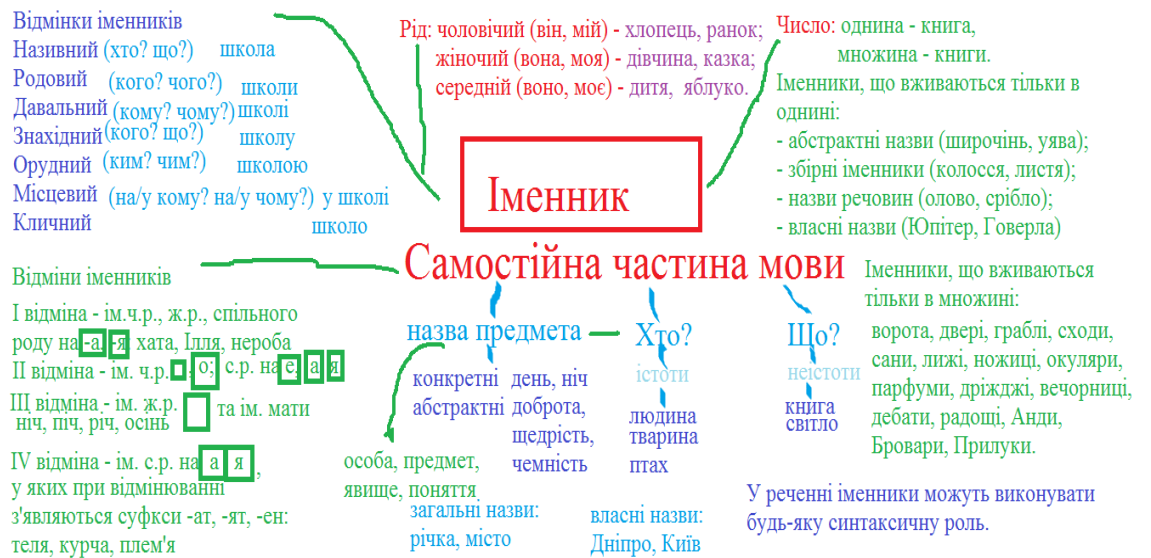 Відмінки іменників
Називний (хто? що?) школа
Родовий (кого? чого?) школи
Давальний (кому? чому?) школі
Знахідний (кого? що?) школу
Орудний (ким? чим?) школою
Місцевий (на/у кому? на/у чому?) у школі
Кличний школо
Рід: чоловічий (він, мій) - хлопець, ранок;
жіночий (вона, моя) - дівчина, казка;
середній (воно, моє) - дитя, яблуко.
Число: однина - книга,
множина - книги.
Іменники, що вживаються тільки в
однині:
- абстрактні назви (широчінь, уява);
- збірні іменники (колосся, листя);
- назви речовин (олово, срібло);
- власні назви (Юпітер, Говерла)
Іменник
Самостійна частина мови
Відміни іменників
І відміна - ім.ч.р., ж.р., спільного
роду на -а, -я: хата, Ілля, нероба
ІІ відміна - ім. ч.р. , о; с.р. на е, а я
ІІІ відміна - ім. ж.р. та ім. мати
ніч, піч, річ, осінь
IV відміна - ім. с.р. на а я ,
у яких при відмінюванні
з'являються суфкси -ат, -ят, -ен:
теля, курча, плем'я
назва предмета
конкретні
абстрактні
день, ніч
доброта,
щедрість,
чемність
особа, предмет,
явище, поняття
загальні назви:
річка, місто
Хто?
істоти
людина
тварина
птах
власні назви:
Дніпро, Київ
Що?
неістоти
книга
світло
Іменники, що вживаються
тільки в множині:
ворота, двері, граблі, сходи,
сани, лижі, ножиці, окуляри,
парфуми, дріжджі, вечорниці,
дебати, радощі, Анди,
Бровари, Прилуки.
У реченні іменники можуть виконувати
будь-яку синтаксичну роль.